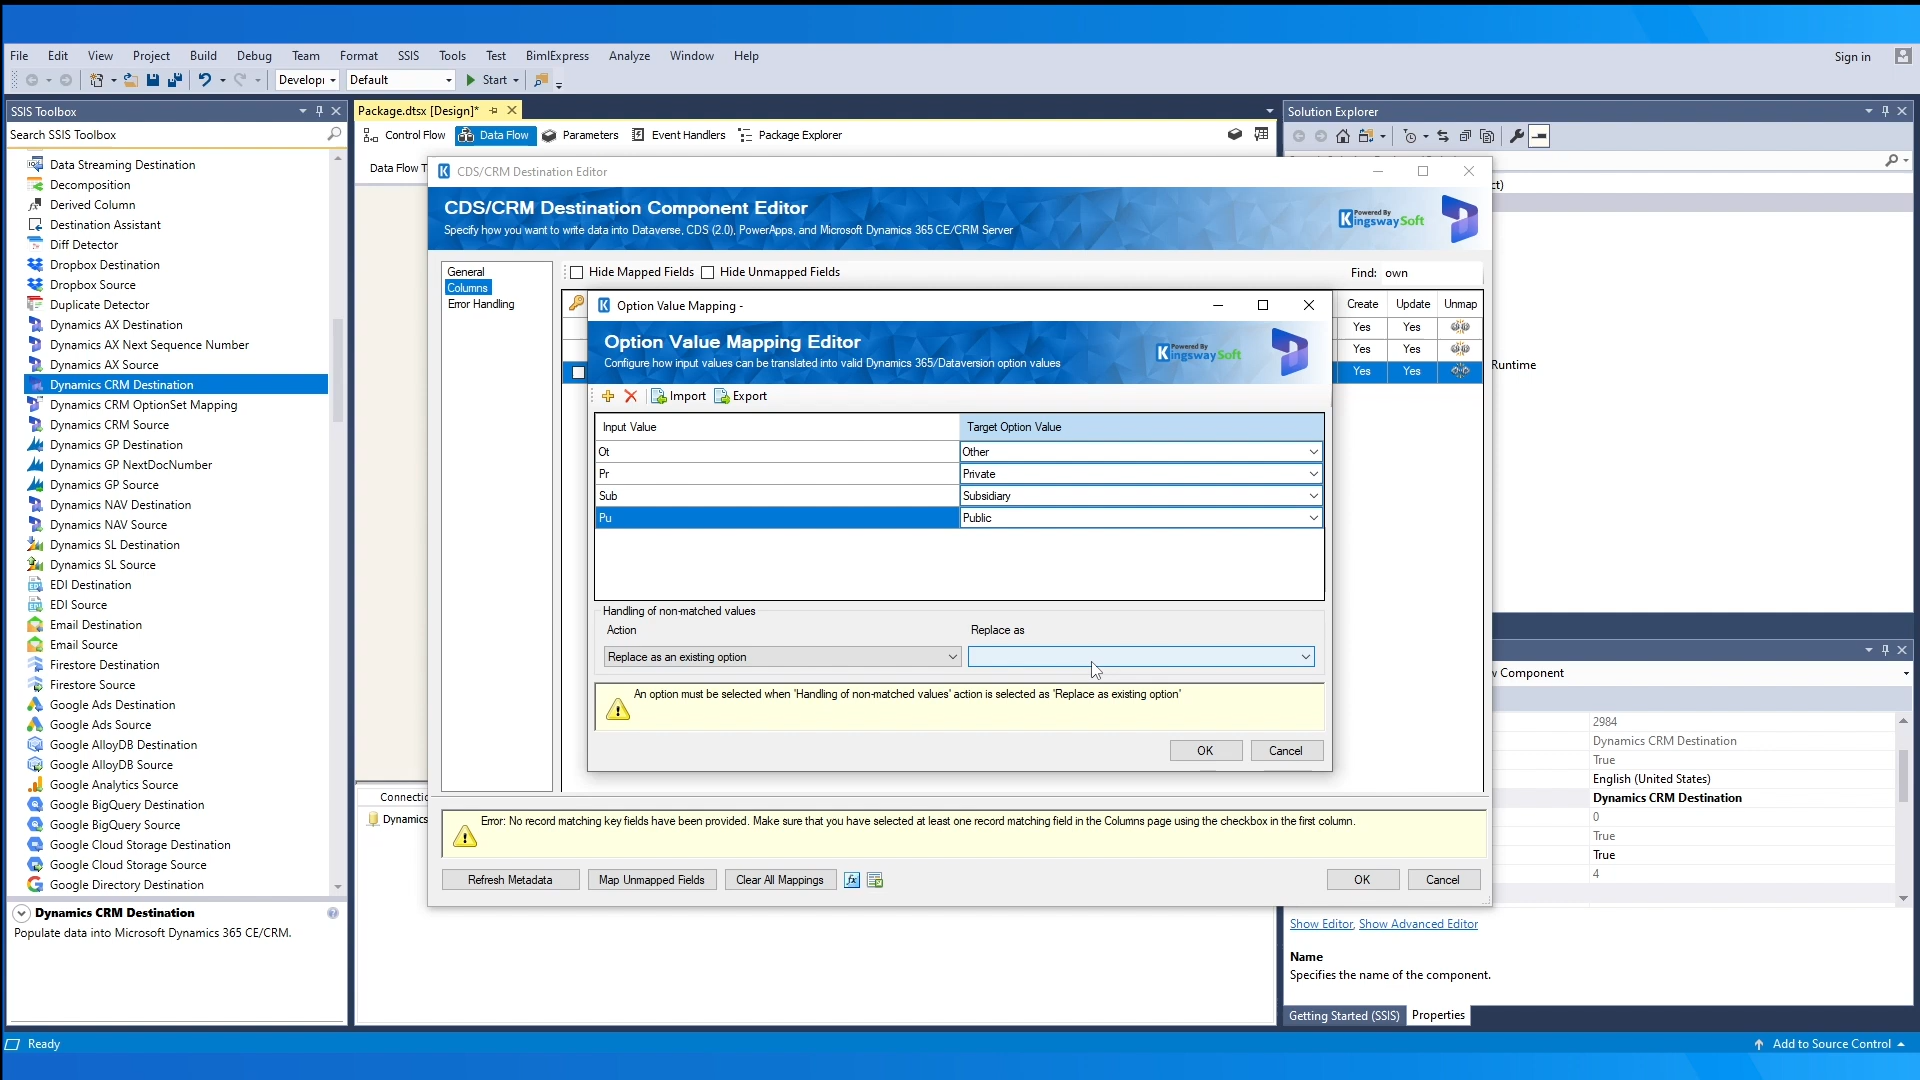 File Edit View Project Build Debug Team Format SSIS Tools Test BimlExpress Analyze Window Help
Sign in
Developı Default Start
SSIS Toolbox
Search SSIS Toolbox
Data Streaming Destination
Decomposition
Derived Column
Destination Assistant
Diff Detector
Dropbox Destination
Dropbox Source
Duplicate Detector
Dynamics AX Destination
Dynamics AX Next Sequence Number
Dynamics AX Source
Dynamics CRM Destination
Dynamics CRM OptionSet Mapping
Dynamics CRM Source
Dynamics GP Destination
Dynamics GP NextDocNumber
Dynamics GP Source
Dynamics NAV Destination
Dynamics NAV Source
Dynamics SL Destination
Dynamics SL Source
EDI Destination
EDI Source
Email Destination
Email Source
Firestore Destination
Firestore Source
Google Ads Destination
Google Ads Source
Google AlloyDB Destination
Google AlloyDB Source
Google Analytics Source
Google BigQuery Destination
Google BigQuery Source
Google Cloud Storage Destination
Google Cloud Storage Source
Google Directory Destination
Dynamics CRM Destination
Populate data into Microsoft Dynamics 365 CE/CRM.
Package.dtsx [Design]*
Control Flow Data Flow Parameters Event Handlers Package Explorer
Data Flow T
Connectio
Dynamics
CDS/CRM Destination Editor
CDS/CRM Destination Component Editor
Specify how you want to write data into Dataverse, CDS (2.0), PowerApps, and Microsoft Dynamics 365 CE/CRM Server
Powered By
KingswaySoft
General
Columns
Error Handling
Hide Mapped Fields Hide Unmapped Fields Find: own
Create Update Unmap
Yes Yes
Yes Yes
Yes Yes
Option Value Mapping -
Option Value Mapping Editor
Configure how input values can be translated into valid Dynamics 365/Dataversion option values
Powered By
KingswaySoft
Import Export
Input Value Target Option Value
Ot Other
Pr Private
Sub Subsidiary
Pu Public
Handling of non-matched values
Action Replace as
Replace as an existing option
An option must be selected when 'Handling of non-matched values' action is selected as 'Replace as existing option'
OK Cancel
Error: No record matching key fields have been provided. Make sure that you have selected at least one record matching field in the Columns page using the checkbox in the first column.
Refresh Metadata Map Unmapped Fields Clear All Mappings OK Cancel
Solution Explorer
ct)
Runtime
Component
2984
Dynamics CRM Destination
True
English (United States)
Dynamics CRM Destination
0
True
True
4
Show Editor, Show Advanced Editor
Name
Specifies the name of the component.
Getting Started (SSIS) Properties
Ready
Add to Source Control